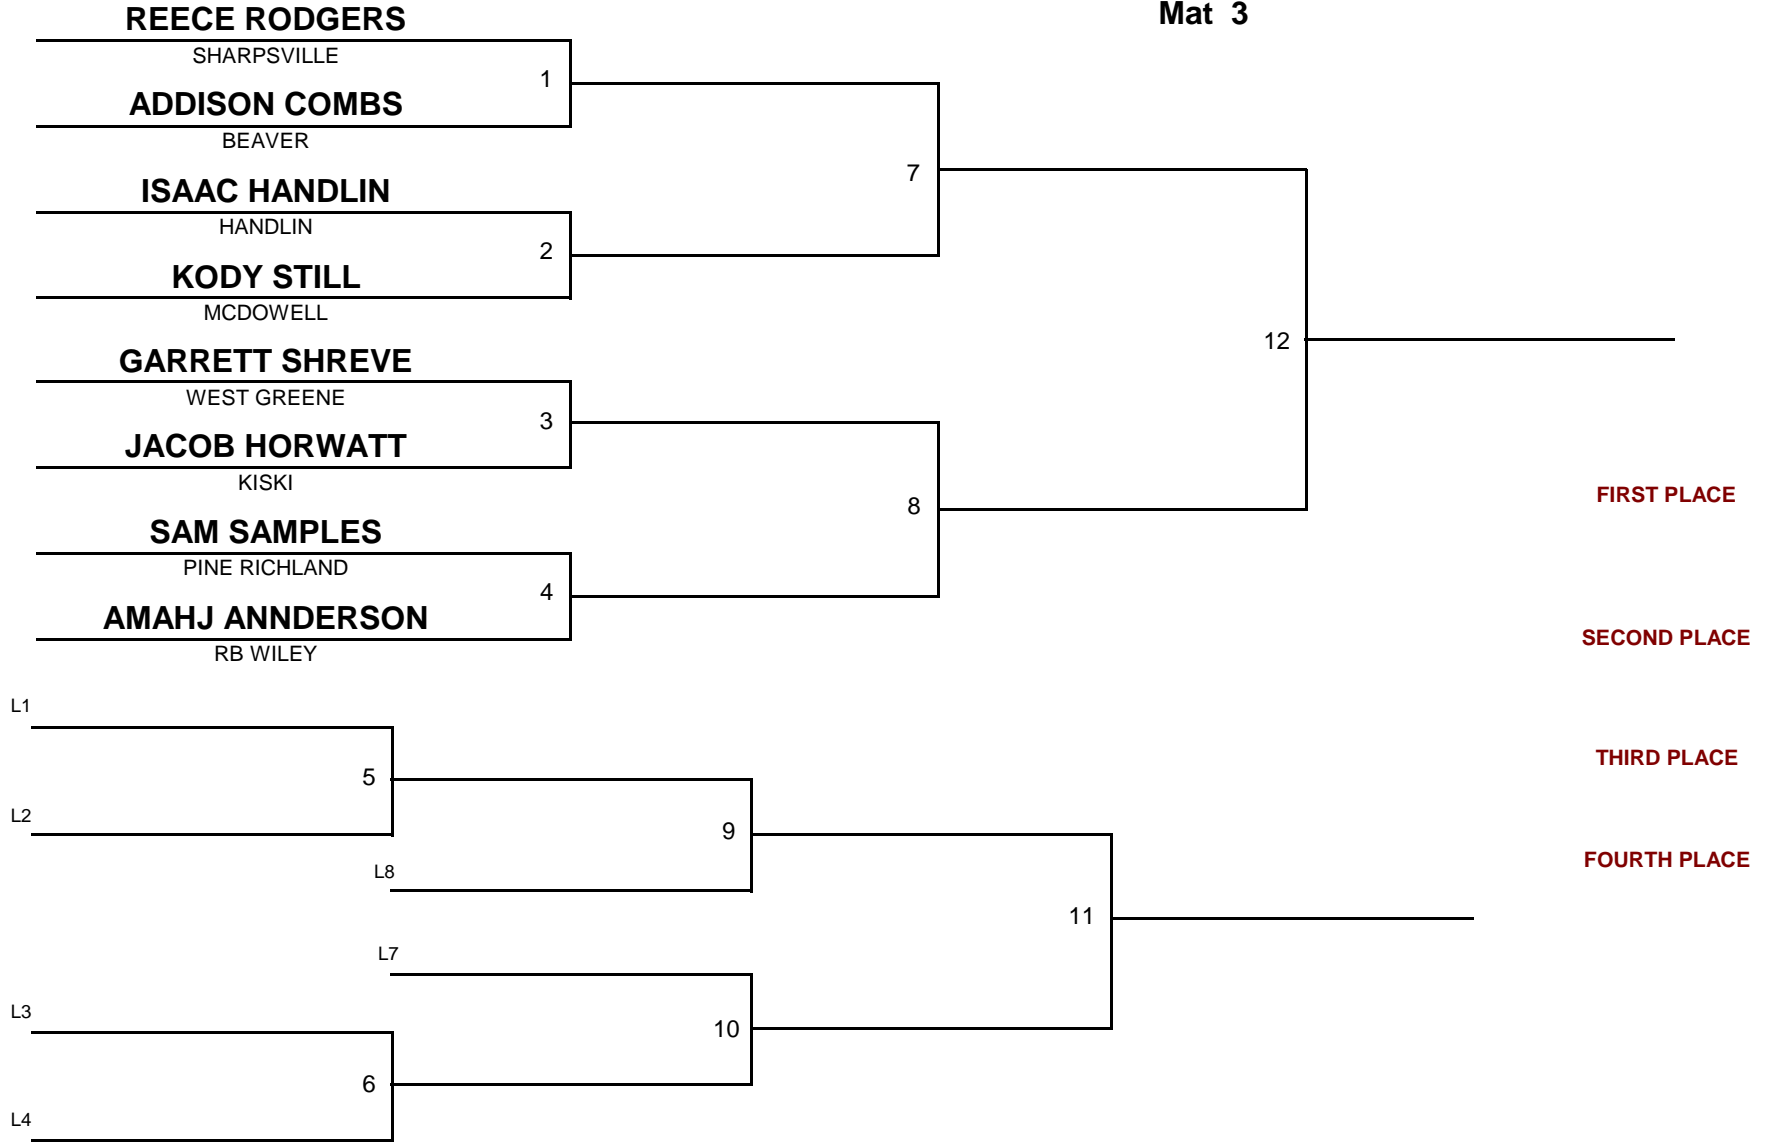 REECE RODGERS
Mat 3
SHARPSVILLE
1
ADDISON COMBS
BEAVER
7
ISAAC HANDLIN
HANDLIN
2
KODY STILL
MCDOWELL
12
GARRETT SHREVE
WEST GREENE
3
JACOB HORWATT
KISKI
8
FIRST PLACE
SAM SAMPLES
PINE RICHLAND
4
AMAHJ ANNDERSON
RB WILEY
SECOND PLACE
L1
5
THIRD PLACE
L2
9
L8
FOURTH PLACE
11
L7
L3
10
6
L4